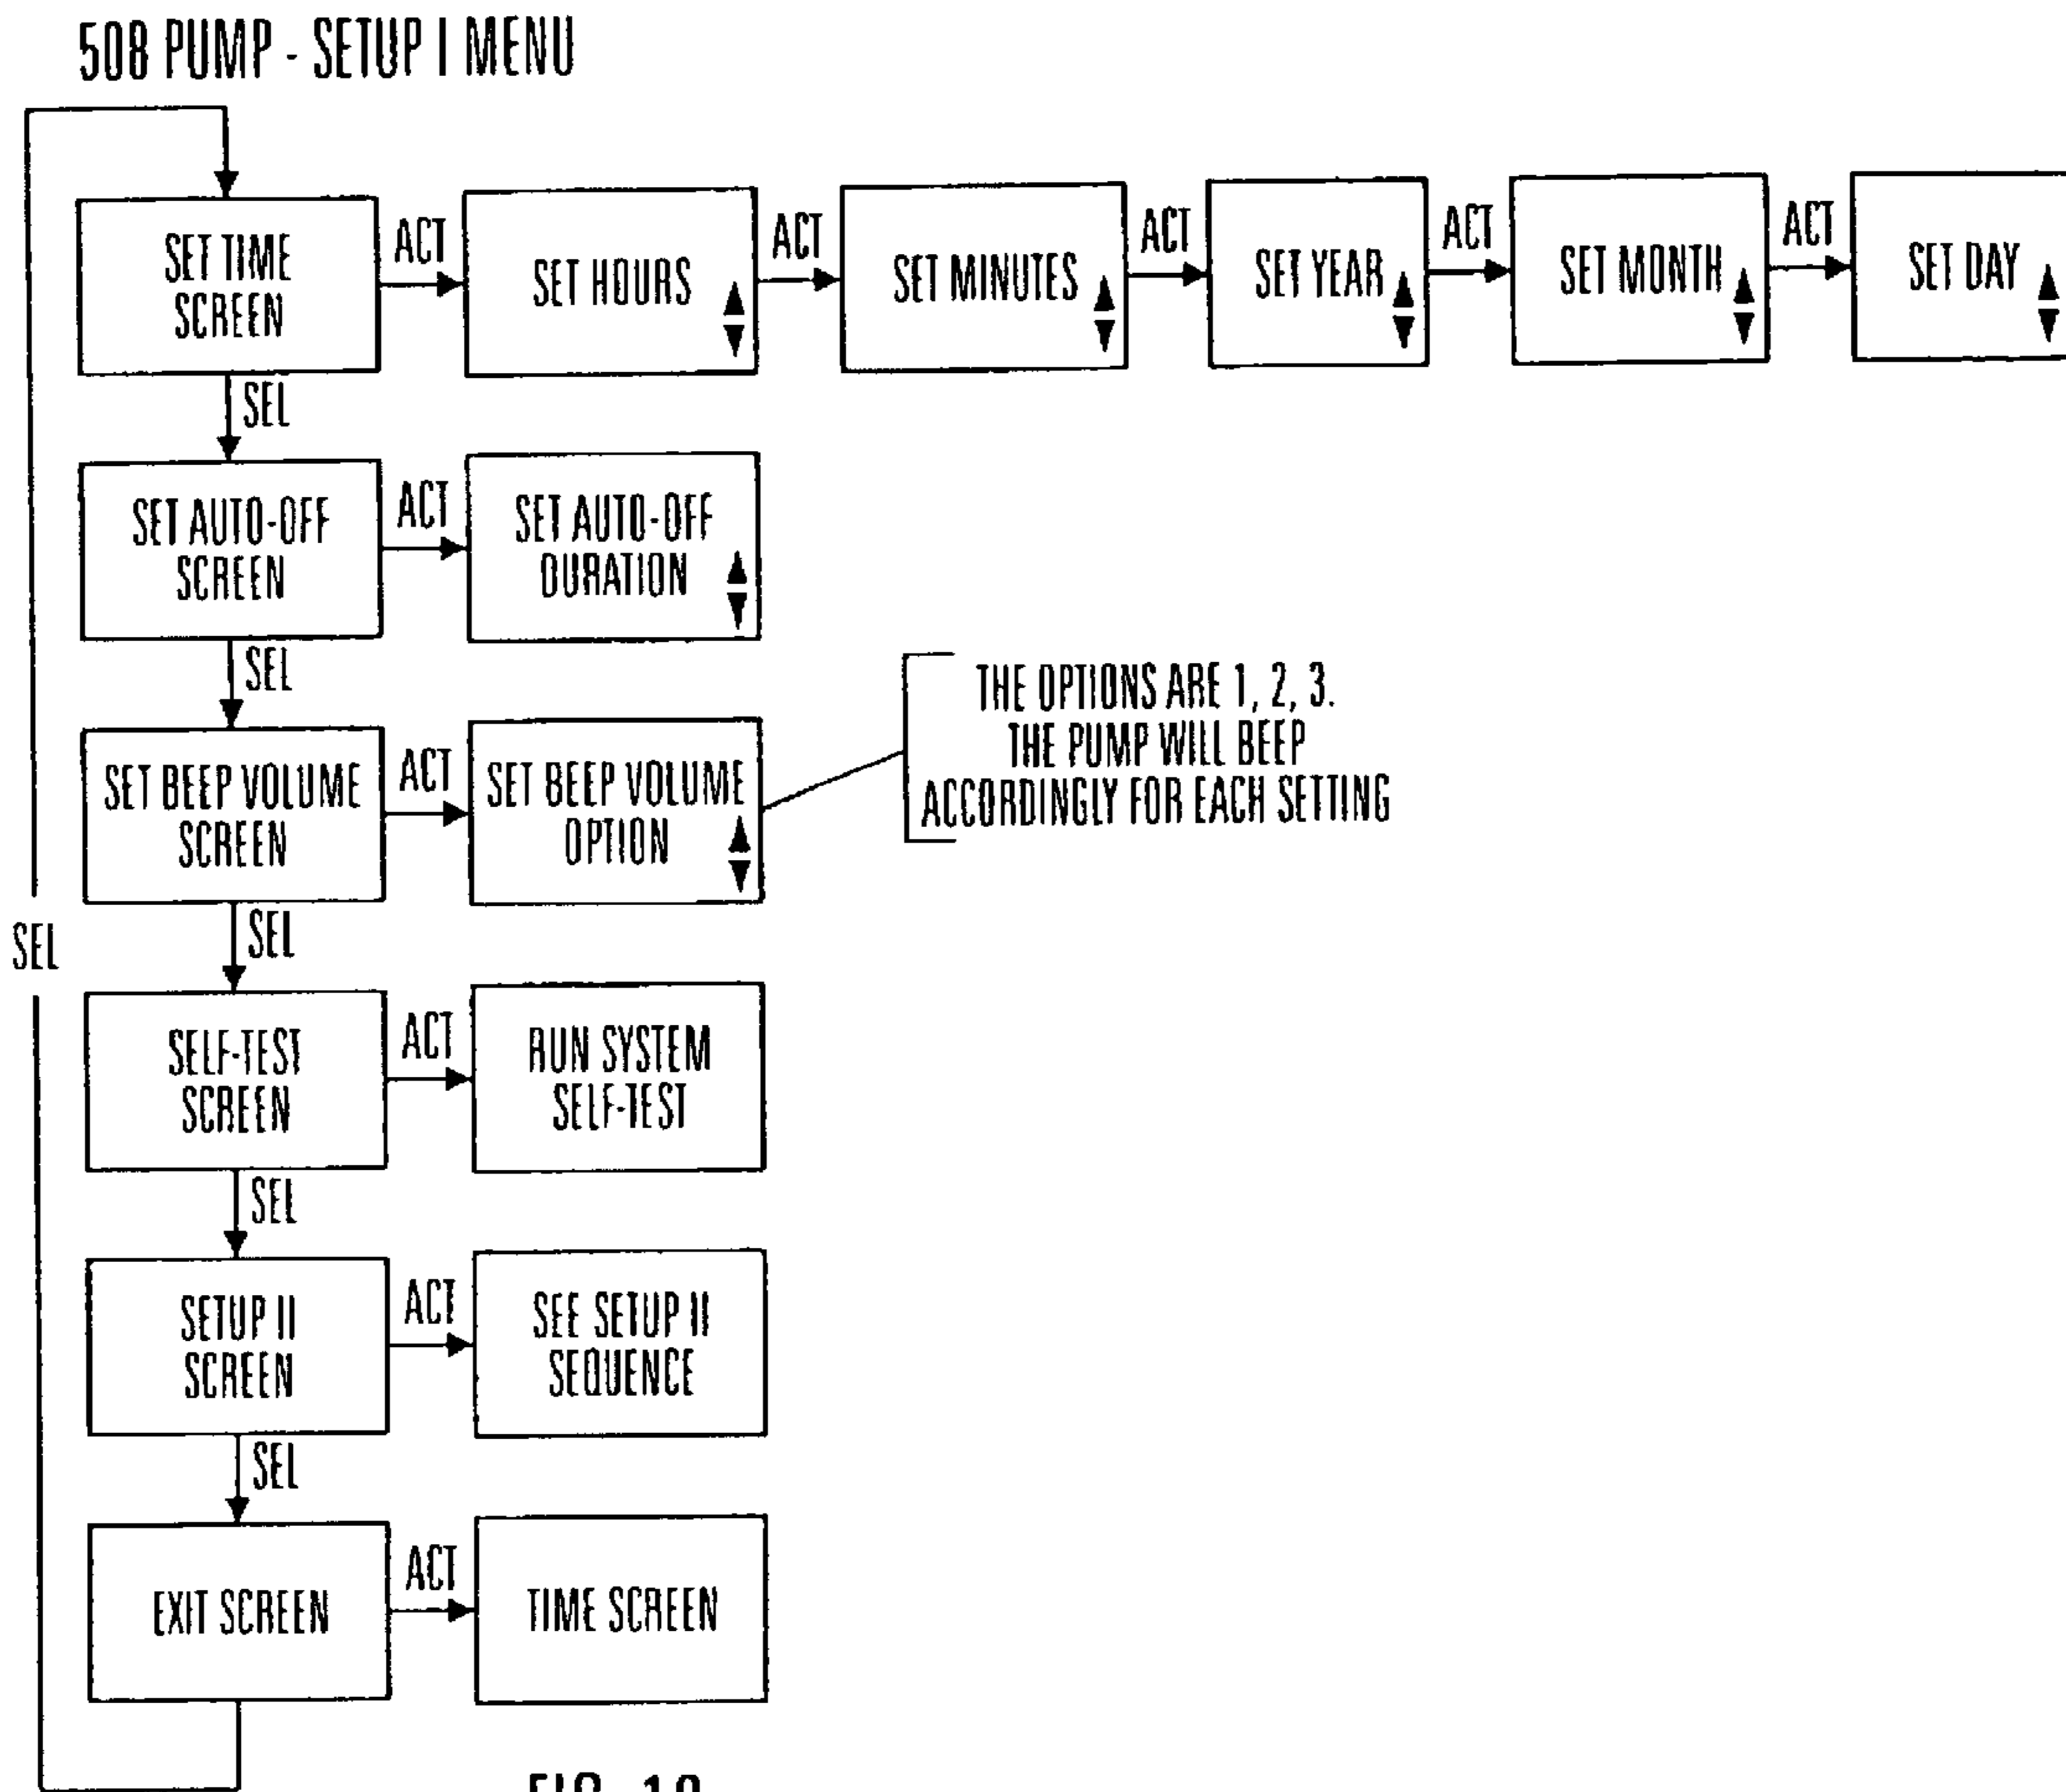 508 PUMP - SETUP I MENU
SET TIME
SCREEN
ACT
SET HOURS
ACT
SET MINUTES
ACT
SET YEAR
ACT
SET MONTH
ACT
SET DAY
SEL
SET AUTO-OFF
SCREEN
ACT
SET AUTO-OFF
DURATION
SEL
SET BEEP VOLUME
SCREEN
ACT
SET BEEP VOLUME
OPTION
THE OPTIONS ARE 1, 2, 3.
THE PUMP WILL BEEP
ACCORDINGLY FOR EACH SETTING
SEL
SEL
SELF-TEST
SCREEN
ACT
RUN SYSTEM
SELF-TEST
SEL
SETUP II
SCREEN
ACT
SEE SETUP II
SEQUENCE
SEL
EXIT SCREEN
ACT
TIME SCREEN